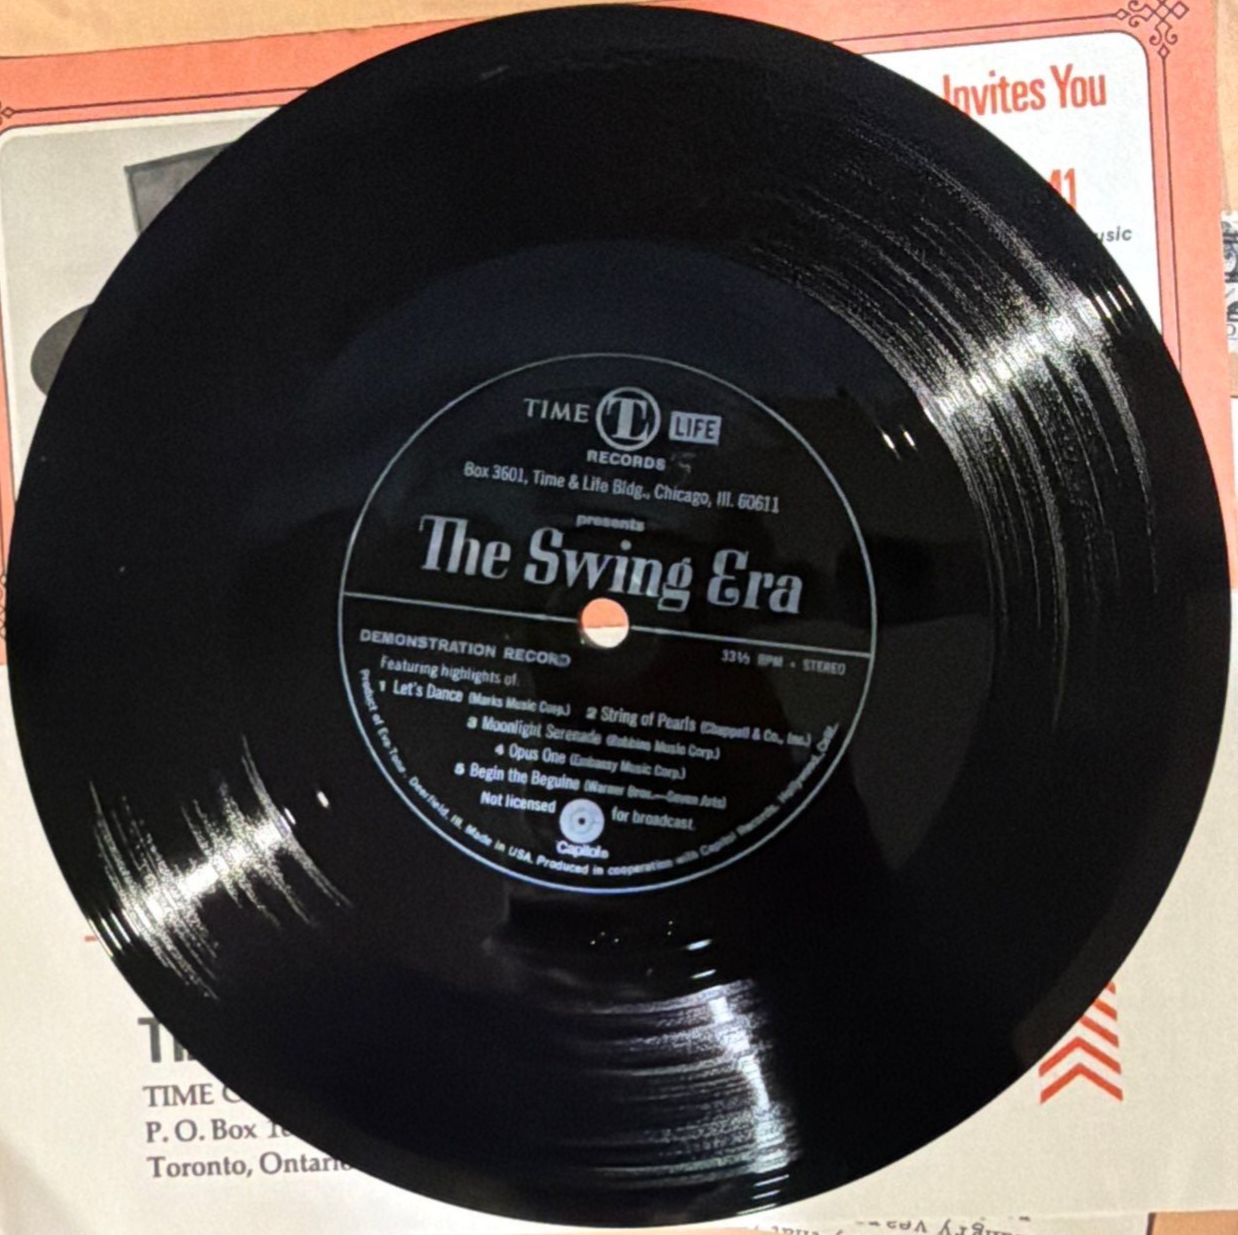 Invites You
TIME TL LIFE
RECORDS
Box 3601, Time & Life Bldg., Chicago, Ill. 60611
presents
The Swing Era
DEMONSTRATION RECORD
33⅓ RPM • STEREO
Featuring highlights of:
1 Let's Dance (Marks Music Corp.) 2 String of Pearls (Chappell & Co., Inc.)
3 Moonlight Serenade (Robbins Music Corp.)
4 Opus One (Embassy Music Corp.)
5 Begin the Beguine (Warner Bros.—Seven Arts)
Not licensed for broadcast.
Capitol
Product of Eva-Tone - Deerfield, Ill. Made in USA. Produced in cooperation with Capitol Records, Hollywood, Calif.
TIME
P. O. Box
Toronto, Ontario